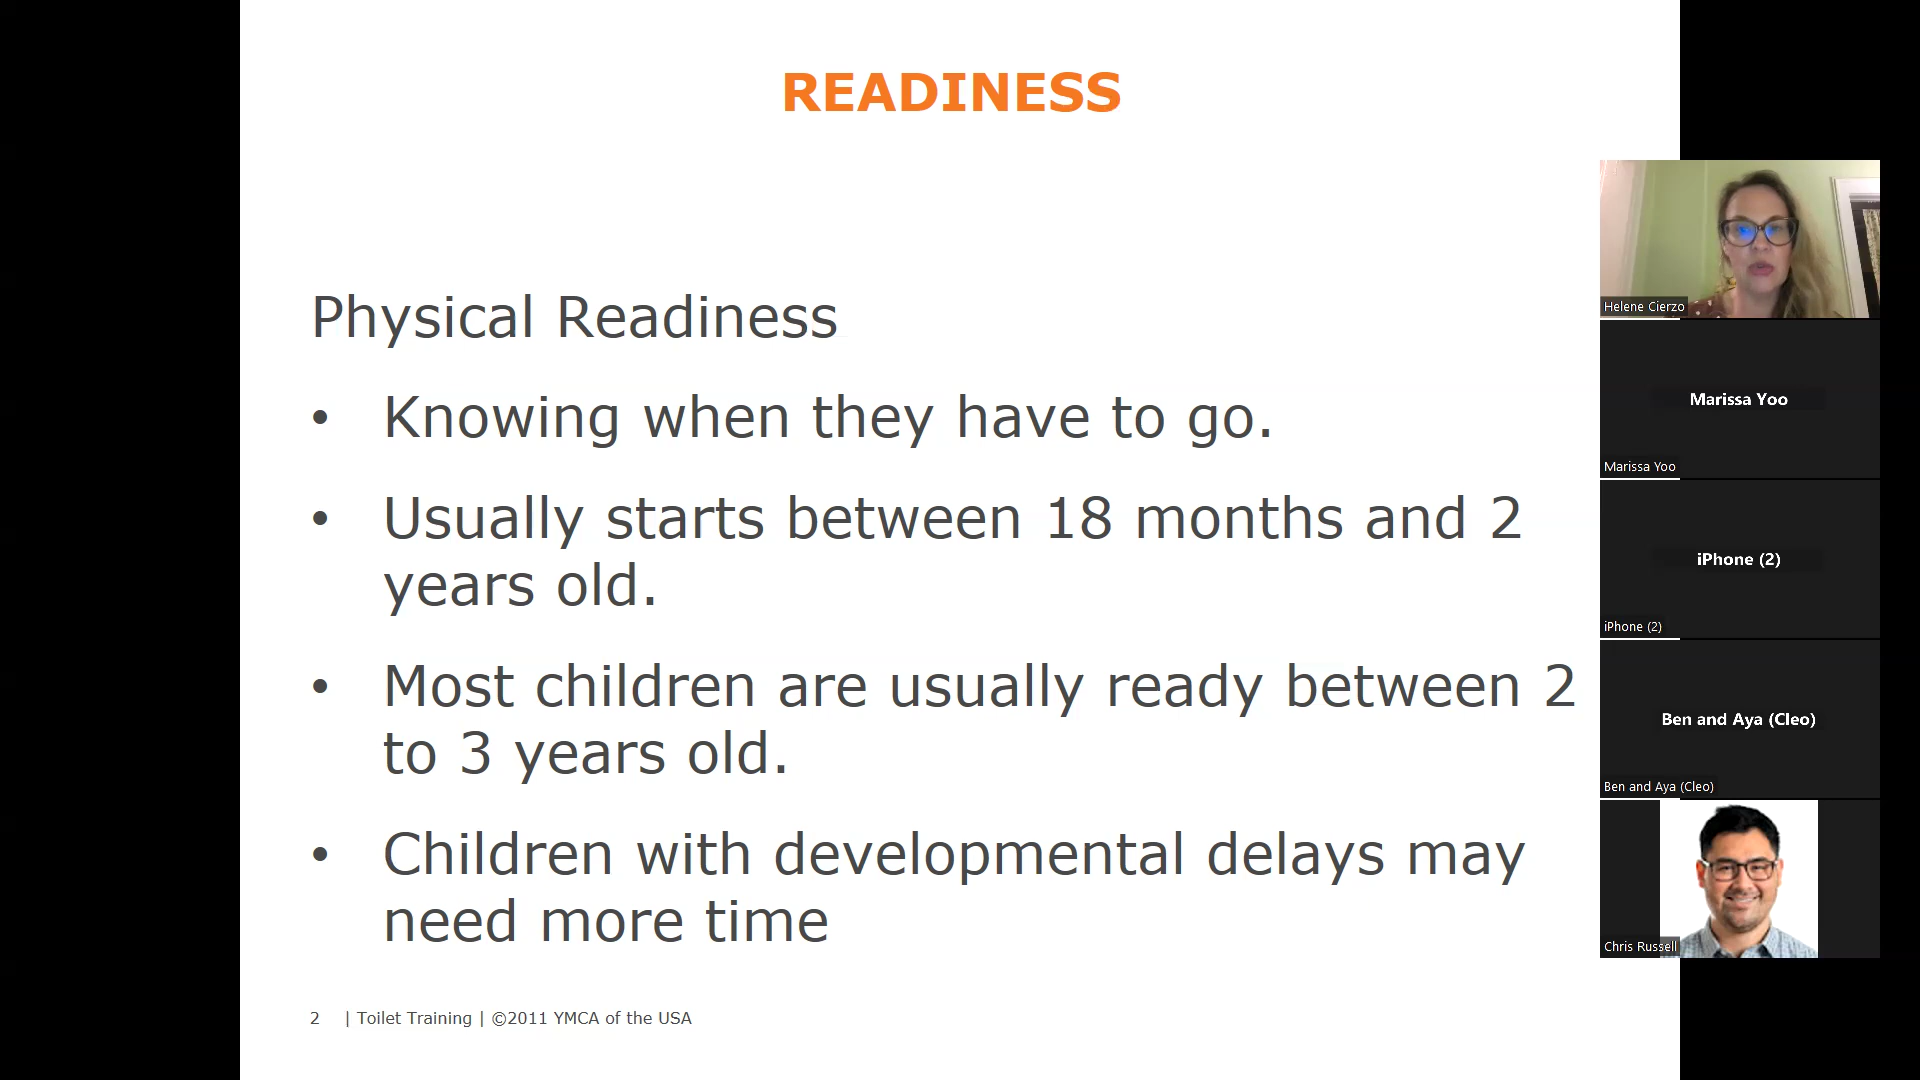 READINESS
Physical Readiness
• Knowing when they have to go.
• Usually starts between 18 months and 2
years old.
• Most children are usually ready between 2
to 3 years old.
• Children with developmental delays may
need more time
2 | Toilet Training | ©2011 YMCA of the USA
Helene Cierzo
Marissa Yoo
Marissa Yoo
iPhone (2)
iPhone (2)
Ben and Aya (Cleo)
Ben and Aya (Cleo)
Chris Russell